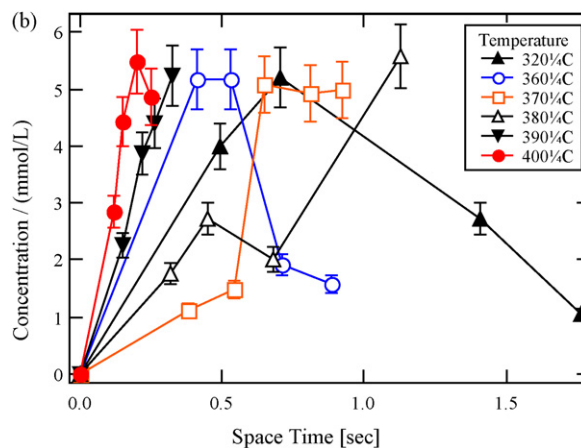 (b)
Concentration / (mmol/L)
6
5
4
3
2
1
0
Temperature
320¼C
360¼C
370¼C
380¼C
390¼C
400¼C
0.0
0.5
1.0
1.5
Space Time [sec]